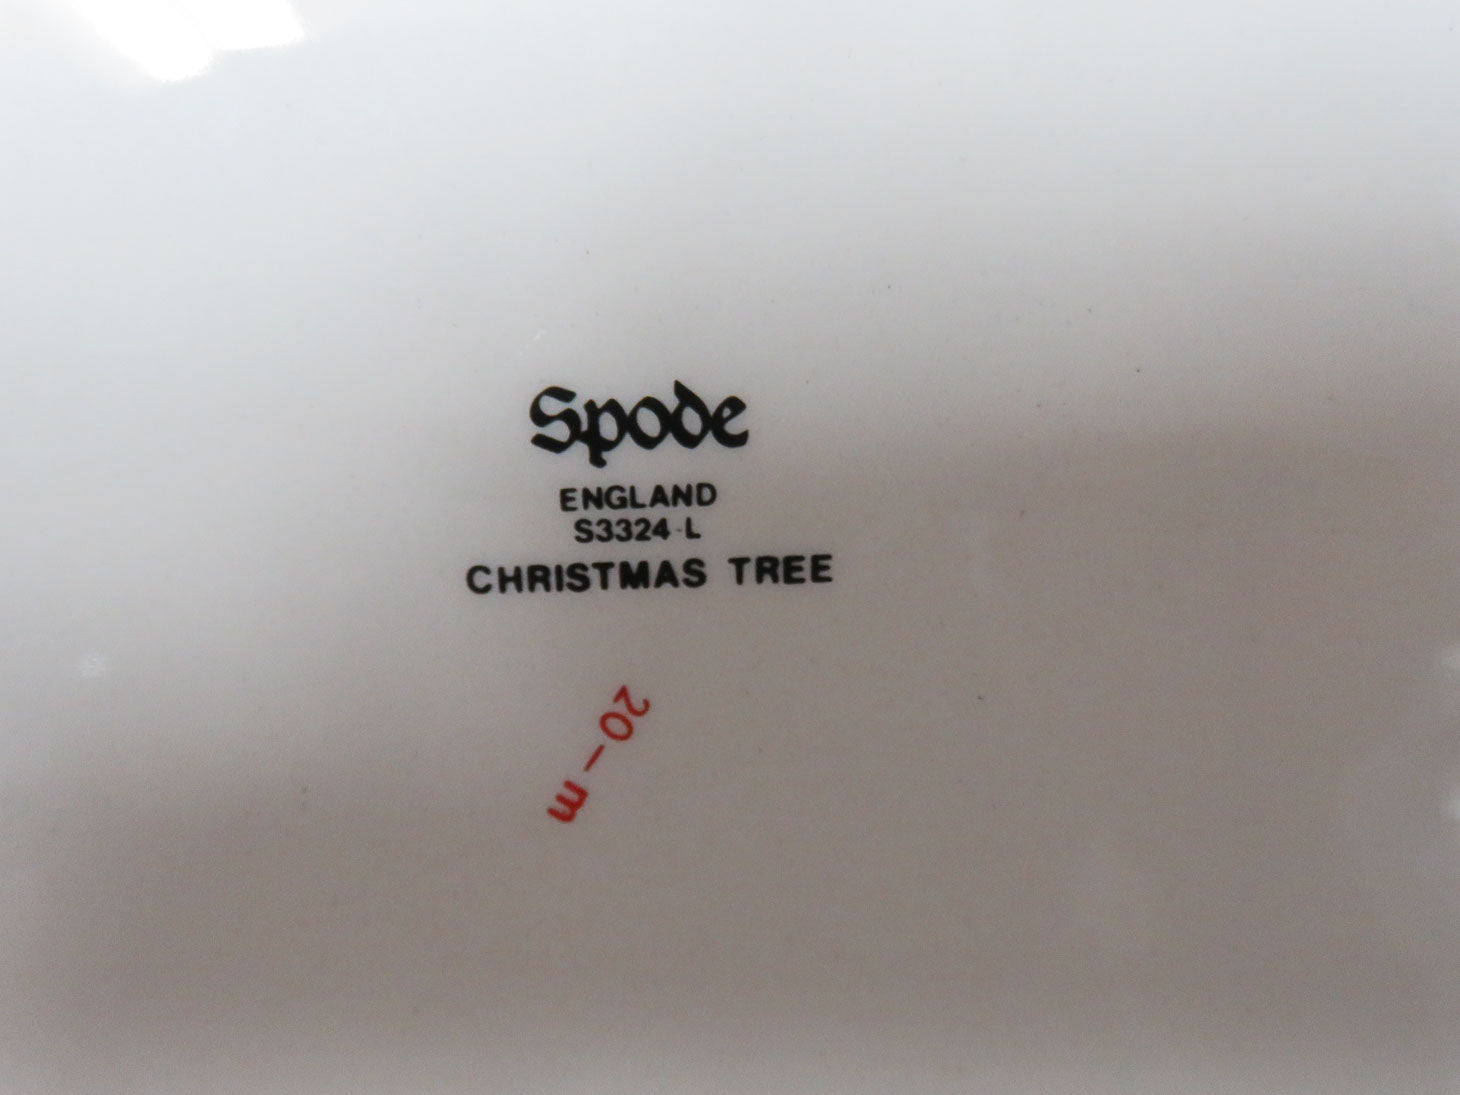 Spode
ENGLAND
S3324-L
CHRISTMAS TREE
20-m